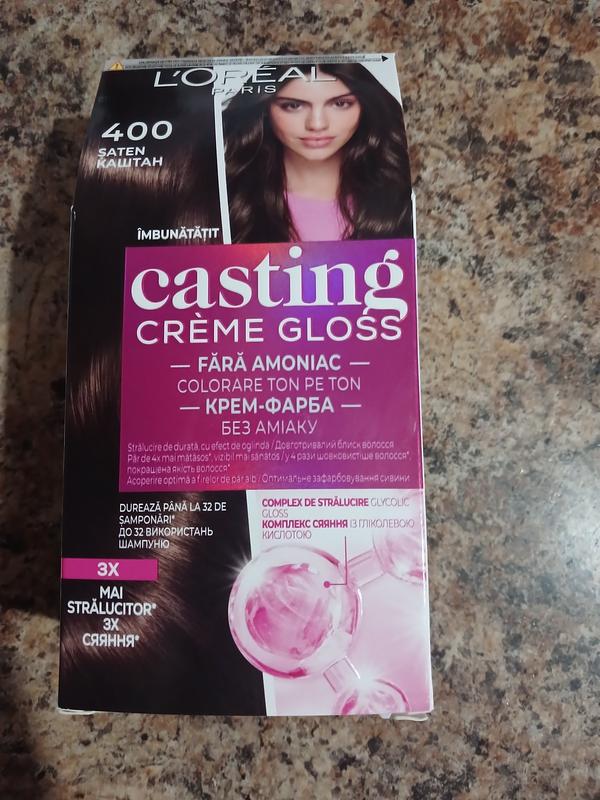 L'ORÉAL
PARIS
400
ȘATEN
КАШТАН
ÎMBUNĂTĂȚIT
casting
CRÈME GLOSS
— FĂRĂ AMONIAC —
COLORARE TON PE TON
— КРЕМ-ФАРБА —
БЕЗ АМІАКУ
Strălucire de durată, cu efect de oglindă / Довготривалий блиск волосся
Păr de 4x mai mătăsos*, vizibil mai sănătos / у 4 рази шовковистіше волосся*,
покращена якість волосся*
Acoperire optimă a firelor de păr alb / Оптимальне зафарбовування сивини
DUREAZĂ PÂNĂ LA 32 DE
ȘAMPONĂRI*
ДО 32 ВИКОРИСТАНЬ
ШАМПУНЮ
COMPLEX DE STRĂLUCIRE GLYCOLIC
GLOSS
КОМПЛЕКС СЯЯННЯ ІЗ ГЛІКОЛЕВОЮ
КИСЛОТОЮ
3X
MAI
STRĂLUCITOR*
3X
СЯЯННЯ*